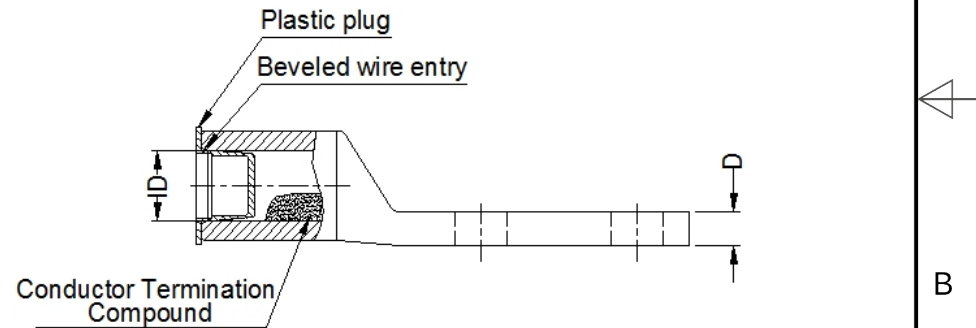 Plastic plug
Beveled wire entry
ID
D
Conductor Termination
Compound
B